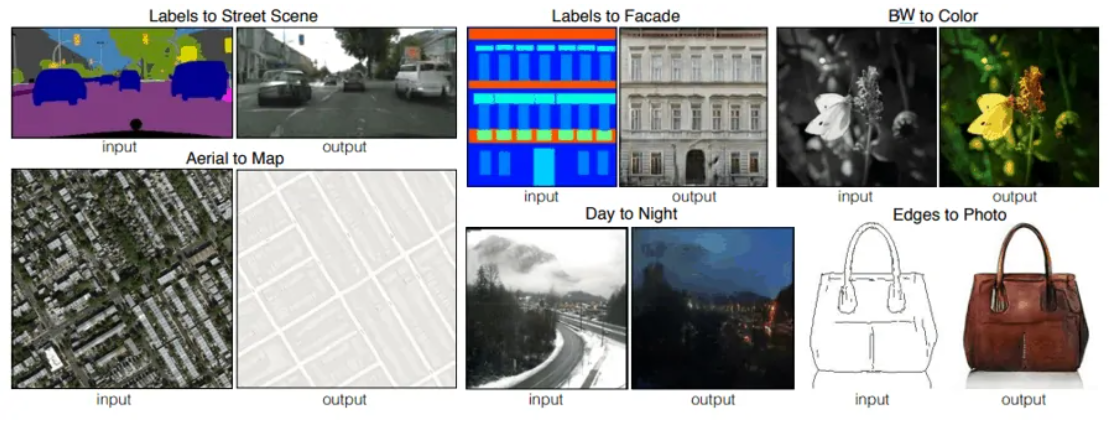 Labels to Street Scene
input
output
Aerial to Map
input
output
Labels to Facade
input
output
BW to Color
input
output
Day to Night
input
output
Edges to Photo
input
output